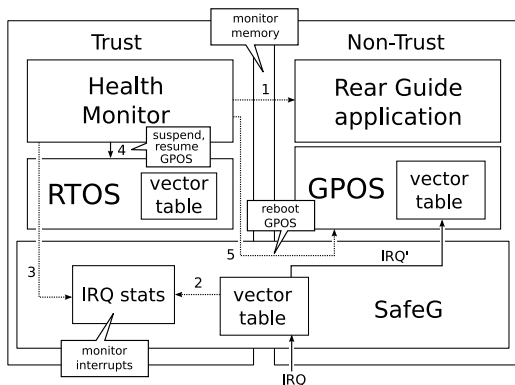 monitor
memory
Trust
Non-Trust
Health
Monitor
1
Rear Guide
application
4
suspend,
resume
GPOS
RTOS
vector
table
GPOS
vector
table
reboot
GPOS
3
5
IRQ'
IRQ stats
2
vector
table
SafeG
monitor
interrupts
IRQ